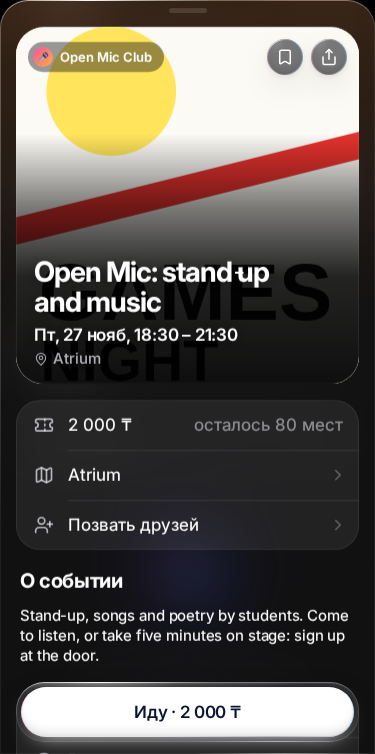 Open Mic Club
GAMES
NIGHT
Open Mic: stand-up
and music
Пт, 27 нояб, 18:30 – 21:30
Atrium
2 000 ₸
осталось 80 мест
Atrium
Позвать друзей
О событии
Stand-up, songs and poetry by students. Come
to listen, or take five minutes on stage: sign up
at the door.
Иду · 2 000 ₸